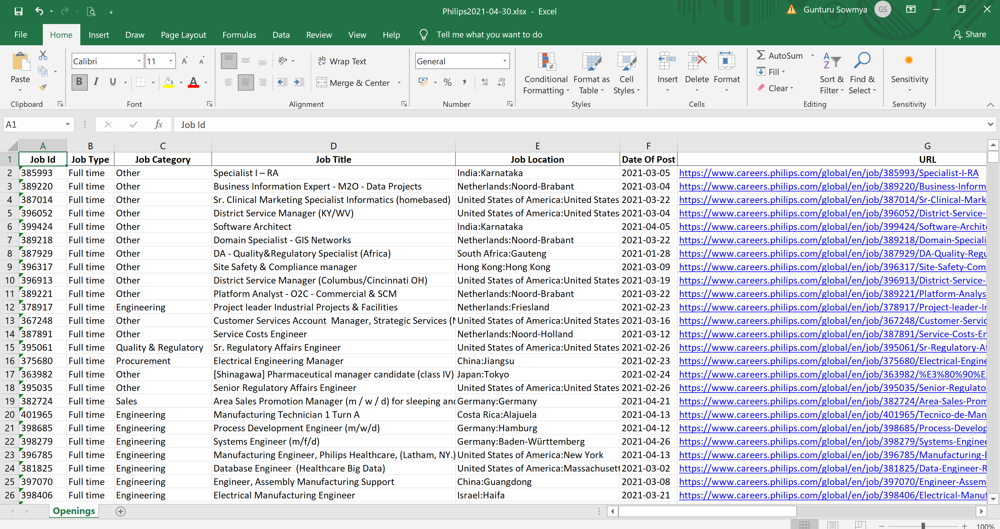 Philips2021-04-30.xlsx - Excel
Gunturu Sowmya GS
File Home Insert Draw Page Layout Formulas Data Review View Help Tell me what you want to do Share
Paste Calibri 11 A A ab c Wrap Text General Conditional Formatting Format as Table Cell Styles Insert Delete Format AutoSum Fill Clear Sort & Filter Find & Select Sensitivity
B I U A Merge & Center % , .00 .0
Clipboard Font Alignment Number Styles Cells Editing Sensitivity
A1 fx Job Id
A B C D E F G
1 Job Id Job Type Job Category Job Title Job Location Date Of Post URL
2 385993 Full time Other Specialist I – RA India:Karnataka 2021-03-05 https://www.careers.philips.com/global/en/job/385993/Specialist-I-RA
3 389220 Full time Other Business Information Expert - M2O - Data Projects Netherlands:Noord-Brabant 2021-03-04 https://www.careers.philips.com/global/en/job/389220/Business-Inform
4 387014 Full time Other Sr. Clinical Marketing Specialist Informatics (homebased) United States of America:United States 2021-03-22 https://www.careers.philips.com/global/en/job/387014/Sr-Clinical-Mark
5 396052 Full time Other District Service Manager (KY/WV) United States of America:United States 2021-03-04 https://www.careers.philips.com/global/en/job/396052/District-Service-
6 399424 Full time Other Software Architect India:Karnataka 2021-04-05 https://www.careers.philips.com/global/en/job/399424/Software-Archit
7 389218 Full time Other Domain Specialist - GIS Networks Netherlands:Noord-Brabant 2021-03-22 https://www.careers.philips.com/global/en/job/389218/Domain-Speciali
8 387929 Full time Other DA - Quality&Regulatory Specialist (Africa) South Africa:Gauteng 2021-01-28 https://www.careers.philips.com/global/en/job/387929/DA-Quality-Regu
9 396317 Full time Other Site Safety & Compliance manager Hong Kong:Hong Kong 2021-03-09 https://www.careers.philips.com/global/en/job/396317/Site-Safety-Com
10 396913 Full time Other District Service Manager (Columbus/Cincinnati OH) United States of America:United States 2021-03-19 https://www.careers.philips.com/global/en/job/396913/District-Service-
11 389221 Full time Other Platform Analyst - O2C - Commercial & SCM Netherlands:Noord-Brabant 2021-03-22 https://www.careers.philips.com/global/en/job/389221/Platform-Analys
12 378917 Full time Engineering Project leader Industrial Projects & Facilities Netherlands:Friesland 2021-02-23 https://www.careers.philips.com/global/en/job/378917/Project-leader-I
13 367248 Full time Other Customer Services Account Manager, Strategic Services ( United States of America:United States 2021-03-16 https://www.careers.philips.com/global/en/job/367248/Customer-Servic
14 387891 Full time Other Service Costs Engineer Netherlands:Noord-Holland 2021-03-12 https://www.careers.philips.com/global/en/job/387891/Service-Costs-En
15 395061 Full time Quality & Regulatory Sr. Regulatory Affairs Engineer United States of America:United States 2021-02-26 https://www.careers.philips.com/global/en/job/395061/Sr-Regulatory-Af
16 375680 Full time Procurement Electrical Engineering Manager China:Jiangsu 2021-02-23 https://www.careers.philips.com/global/en/job/375680/Electrical-Engine
17 363982 Full time Other [Shinagawa] Pharmaceutical manager candidate (class IV) Japan:Tokyo 2021-02-24 https://www.careers.philips.com/global/en/job/363982/%E3%80%90%E
18 395035 Full time Other Senior Regulatory Affairs Engineer United States of America:United States 2021-02-26 https://www.careers.philips.com/global/en/job/395035/Senior-Regulato
19 382724 Full time Sales Area Sales Promotion Manager (m / w / d) for sleeping and Germany:Germany 2021-04-21 https://www.careers.philips.com/global/en/job/382724/Area-Sales-Prom
20 401965 Full time Engineering Manufacturing Technician 1 Turn A Costa Rica:Alajuela 2021-04-13 https://www.careers.philips.com/global/en/job/401965/Tecnico-de-Man
21 398685 Full time Engineering Process Development Engineer (m/w/d) Germany:Hamburg 2021-04-12 https://www.careers.philips.com/global/en/job/398685/Process-Develop
22 398279 Full time Engineering Systems Engineer (m/f/d) Germany:Baden-Württemberg 2021-04-26 https://www.careers.philips.com/global/en/job/398279/Systems-Enginee
23 396785 Full time Engineering Manufacturing Engineer, Philips Healthcare, (Latham, NY.) United States of America:New York 2021-04-13 https://www.careers.philips.com/global/en/job/396785/Manufacturing-E
24 381825 Full time Engineering Database Engineer (Healthcare Big Data) United States of America:Massachusett 2021-03-02 https://www.careers.philips.com/global/en/job/381825/Data-Engineer-R
25 397070 Full time Engineering Engineer, Assembly Manufacturing Support China:Guangdong 2021-03-08 https://www.careers.philips.com/global/en/job/397070/Engineer-Assem
26 398406 Full time Engineering Electrical Manufacturing Engineer Israel:Haifa 2021-03-21 https://www.careers.philips.com/global/en/job/398406/Electrical-Manuf
Openings
100%